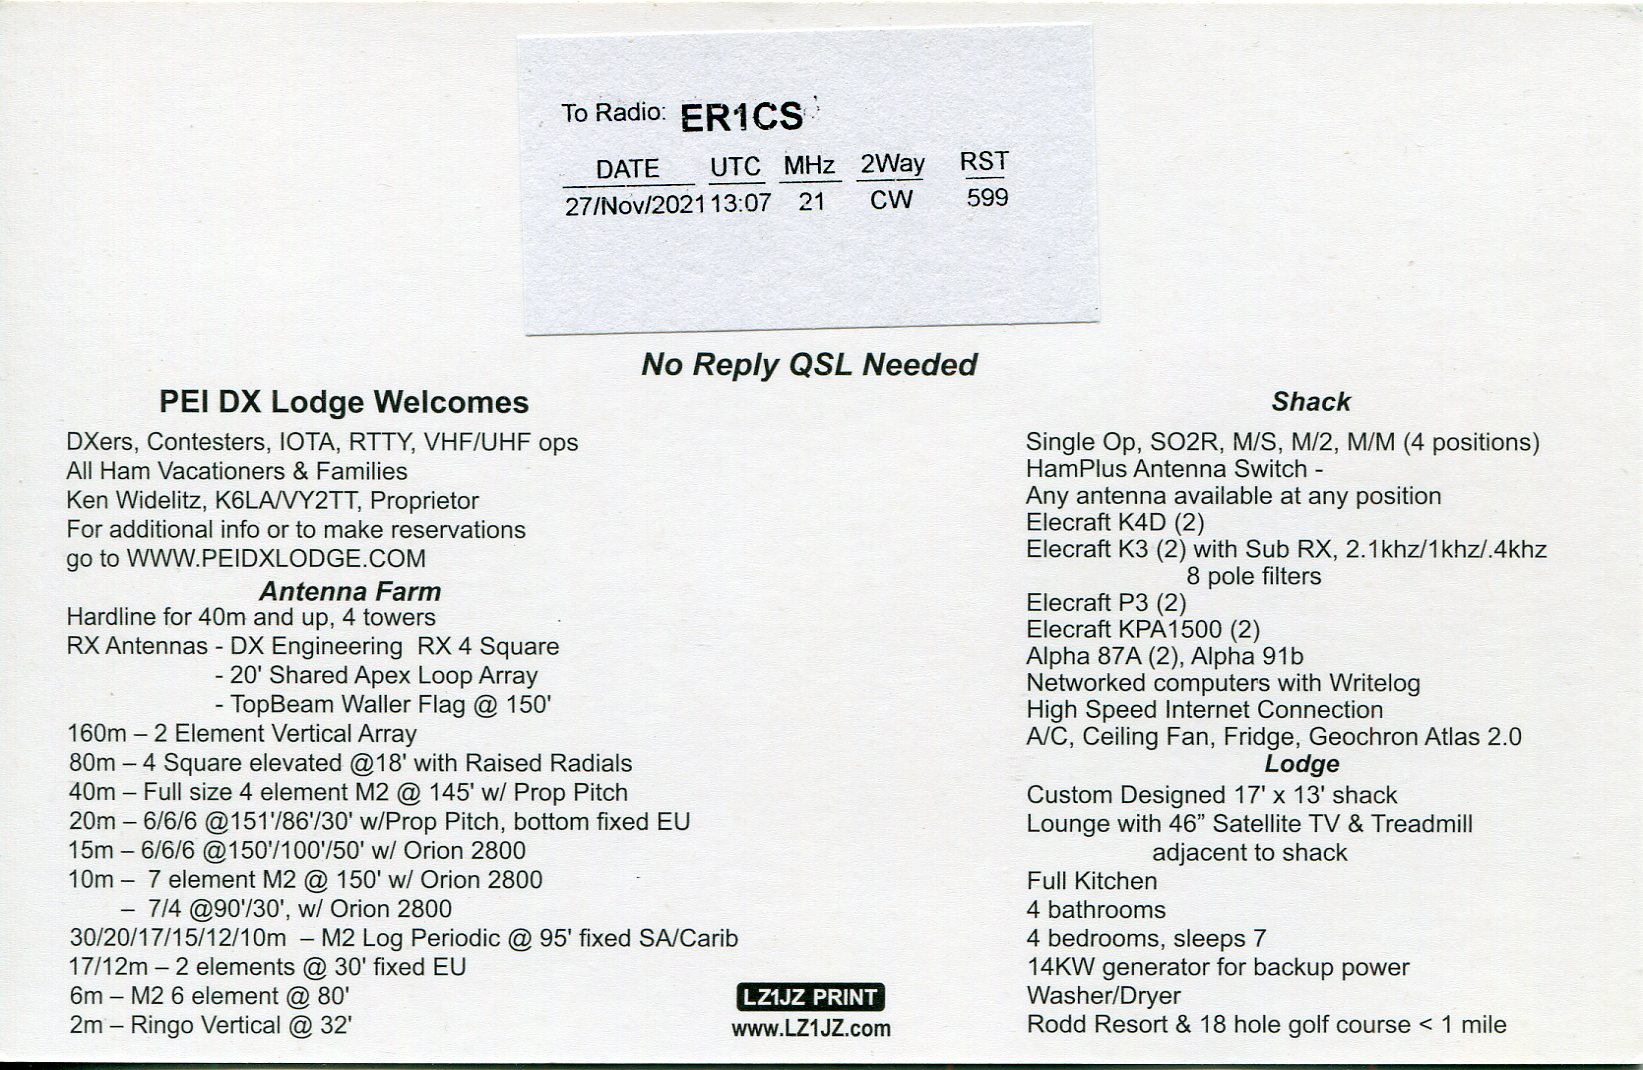 To Radio: ER1CS
DATE UTC MHz 2Way RST
27/Nov/2021 13:07 21 CW 599
No Reply QSL Needed
PEI DX Lodge Welcomes
DXers, Contesters, IOTA, RTTY, VHF/UHF ops
All Ham Vacationers & Families
Ken Widelitz, K6LA/VY2TT, Proprietor
For additional info or to make reservations
go to WWW.PEIDXLODGE.COM
Antenna Farm
Hardline for 40m and up, 4 towers
RX Antennas - DX Engineering RX 4 Square
- 20' Shared Apex Loop Array
- TopBeam Waller Flag @ 150'
160m – 2 Element Vertical Array
80m – 4 Square elevated @18' with Raised Radials
40m – Full size 4 element M2 @ 145' w/ Prop Pitch
20m – 6/6/6 @151'/86'/30' w/Prop Pitch, bottom fixed EU
15m – 6/6/6 @150'/100'/50' w/ Orion 2800
10m – 7 element M2 @ 150' w/ Orion 2800
– 7/4 @90'/30', w/ Orion 2800
30/20/17/15/12/10m – M2 Log Periodic @ 95' fixed SA/Carib
17/12m – 2 elements @ 30' fixed EU
6m – M2 6 element @ 80'
2m – Ringo Vertical @ 32'
LZ1JZ PRINT
www.LZ1JZ.com
Shack
Single Op, SO2R, M/S, M/2, M/M (4 positions)
HamPlus Antenna Switch -
Any antenna available at any position
Elecraft K4D (2)
Elecraft K3 (2) with Sub RX, 2.1khz/1khz/.4khz
8 pole filters
Elecraft P3 (2)
Elecraft KPA1500 (2)
Alpha 87A (2), Alpha 91b
Networked computers with Writelog
High Speed Internet Connection
A/C, Ceiling Fan, Fridge, Geochron Atlas 2.0
Lodge
Custom Designed 17' x 13' shack
Lounge with 46” Satellite TV & Treadmill
adjacent to shack
Full Kitchen
4 bathrooms
4 bedrooms, sleeps 7
14KW generator for backup power
Washer/Dryer
Rodd Resort & 18 hole golf course < 1 mile